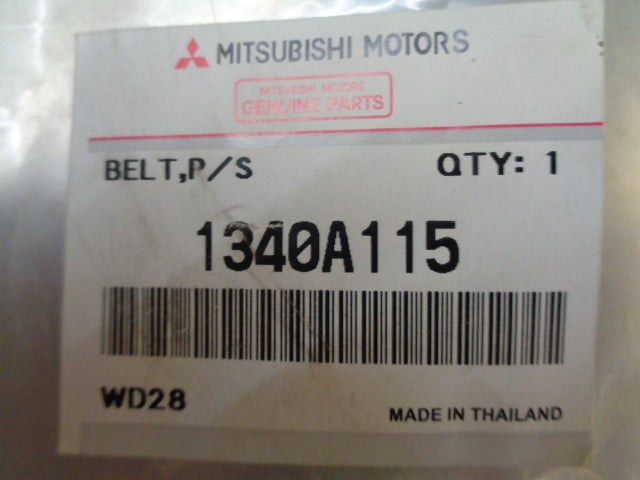 MITSUBISHI MOTORS
MITSUBISHI MOTORS
GENUINE PARTS
BELT,P/S QTY: 1
1340A115
WD28 MADE IN THAILAND